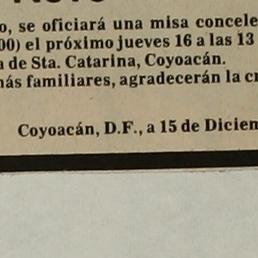 o, se oficiará una misa concele
00) el próximo jueves 16 a las 13
a de Sta. Catarina, Coyoacán.
nás familiares, agradecerán la c
Coyoacán, D.F., a 15 de Diciem